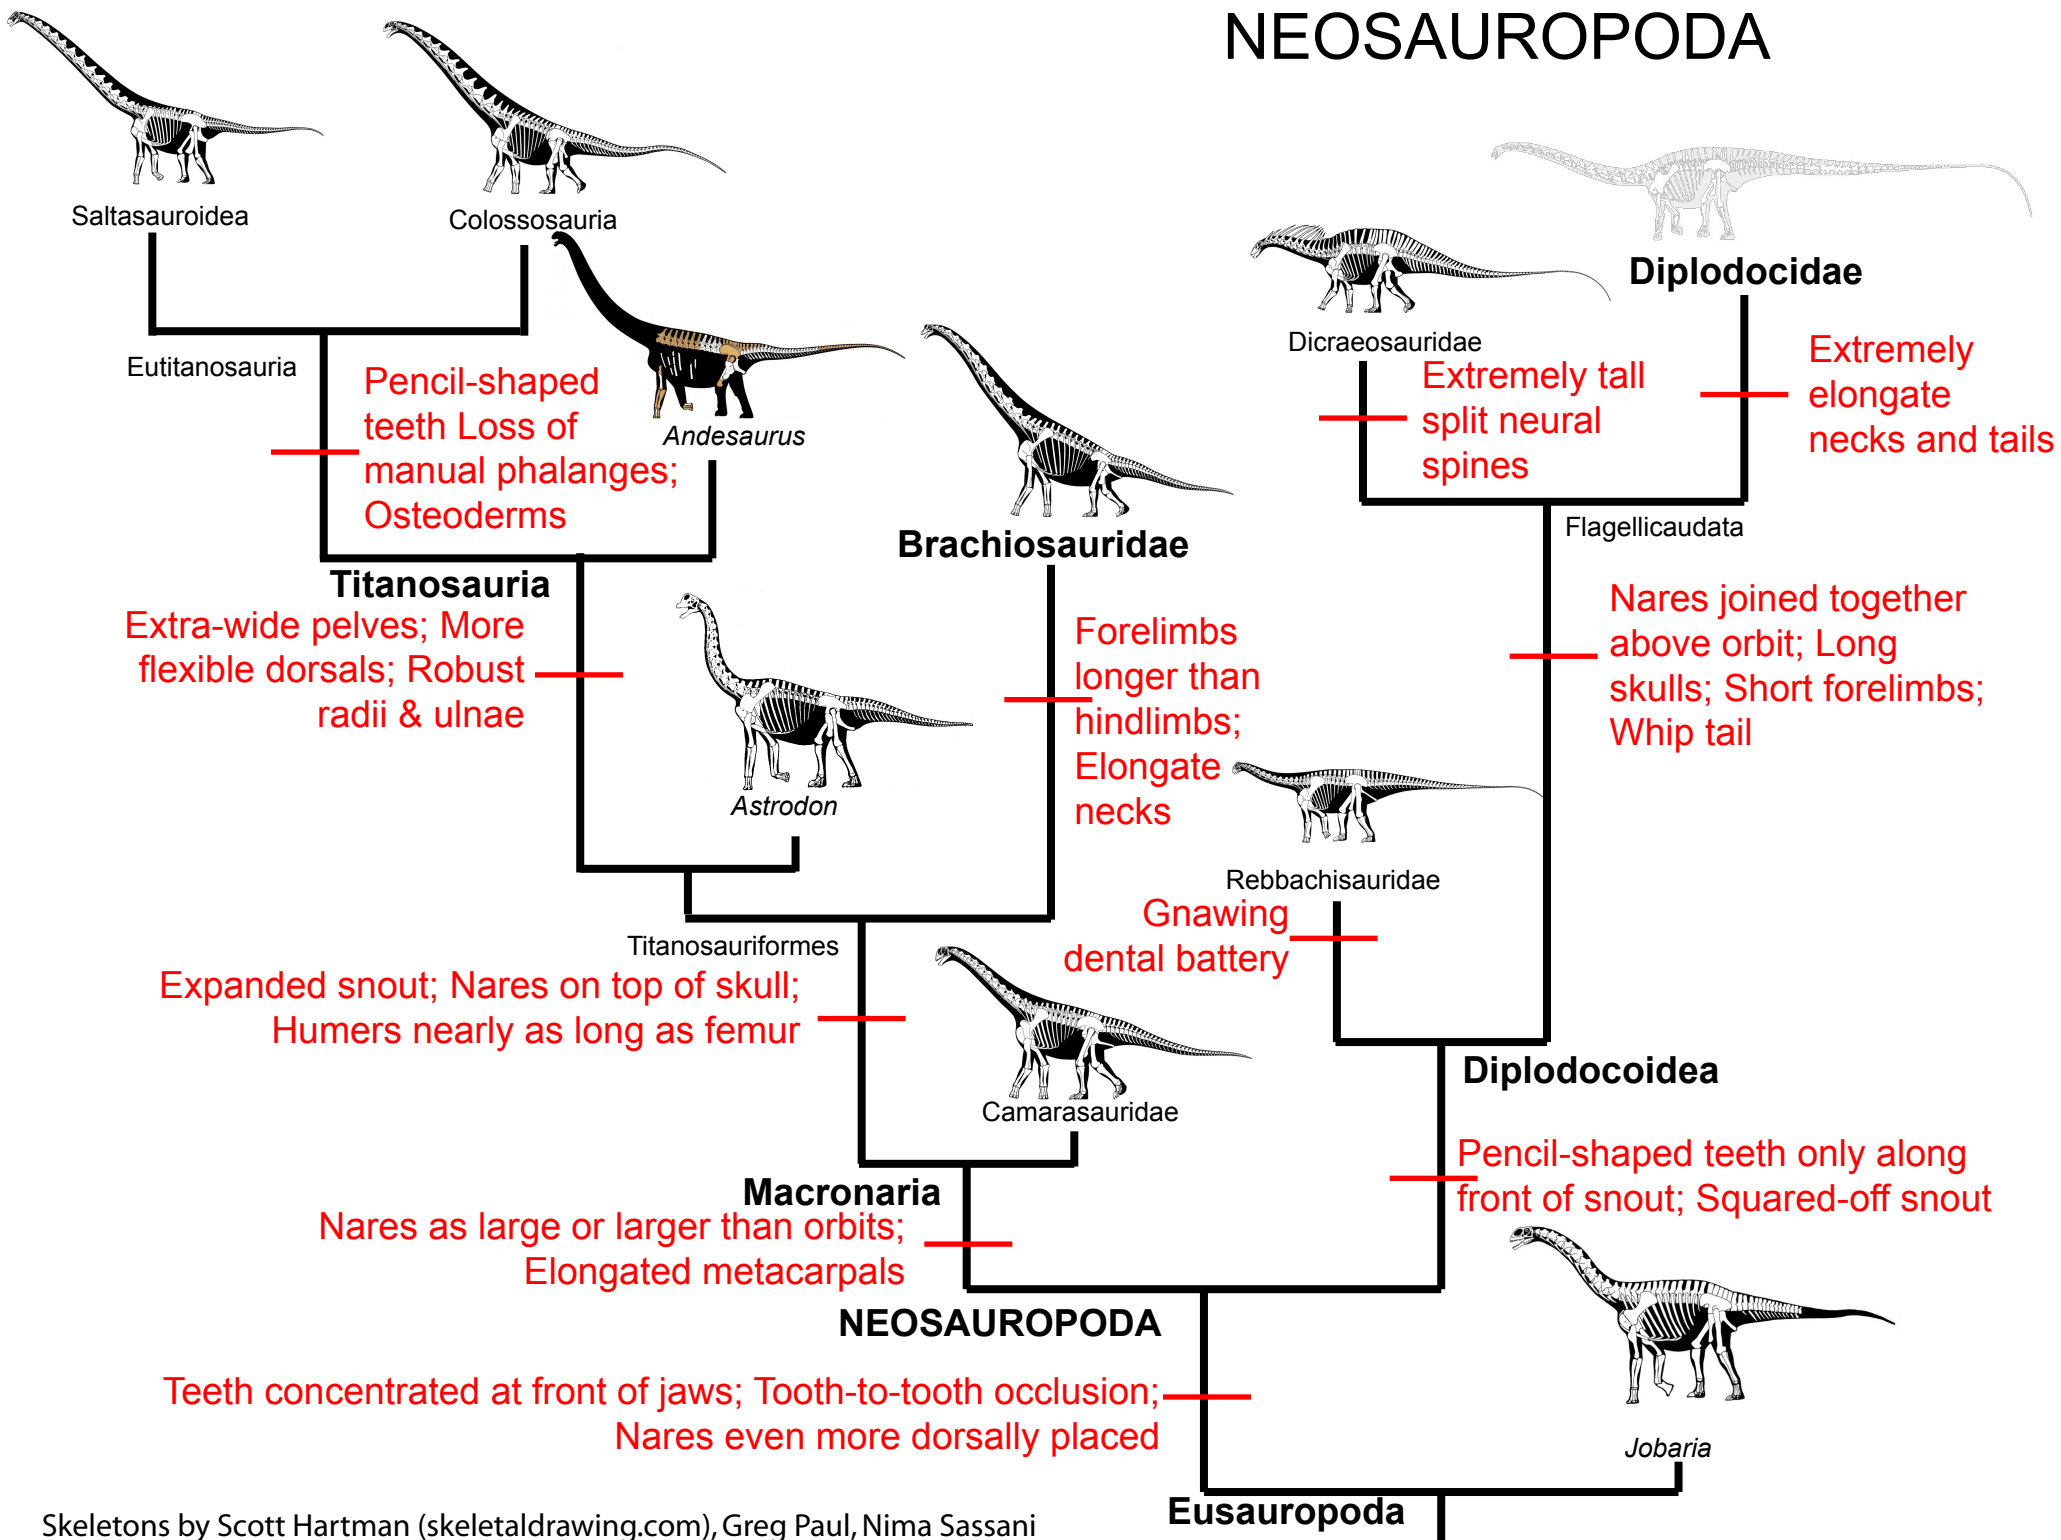 NEOSAUROPODA
Saltasauroidea
Colossosauria
Diplodocidae
Dicraeosauridae
Eutitanosauria
Pencil-shaped
teeth Loss of
manual phalanges;
Osteoderms
Andesaurus
Extremely tall
split neural
spines
Extremely
elongate
necks and tails
Flagellicaudata
Brachiosauridae
Titanosauria
Extra-wide pelves; More
flexible dorsals; Robust
radii & ulnae
Forelimbs
longer than
hindlimbs;
Elongate
necks
Nares joined together
above orbit; Long
skulls; Short forelimbs;
Whip tail
Astrodon
Rebbachisauridae
Gnawing
dental battery
Titanosauriformes
Expanded snout; Nares on top of skull;
Humers nearly as long as femur
Camarasauridae
Diplodocoidea
Pencil-shaped teeth only along
front of snout; Squared-off snout
Macronaria
Nares as large or larger than orbits;
Elongated metacarpals
NEOSAUROPODA
Teeth concentrated at front of jaws; Tooth-to-tooth occlusion;
Nares even more dorsally placed
Jobaria
Eusauropoda
Skeletons by Scott Hartman (skeletaldrawing.com), Greg Paul, Nima Sassani